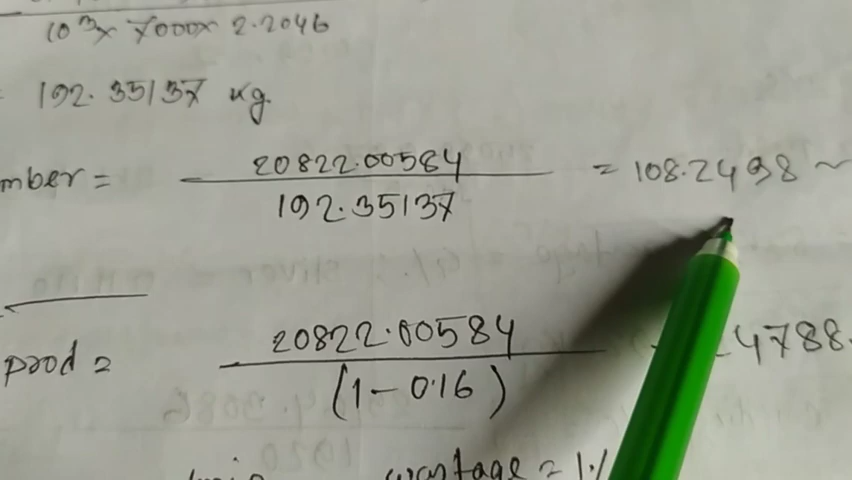 10³x 7000x 2.2046
192.35137 kg.
mber = 20822.00584 / 192.35137 = 108.2498 ~
prod = 20822.00584 / (1-0.16) 24788.
wastage = 1%